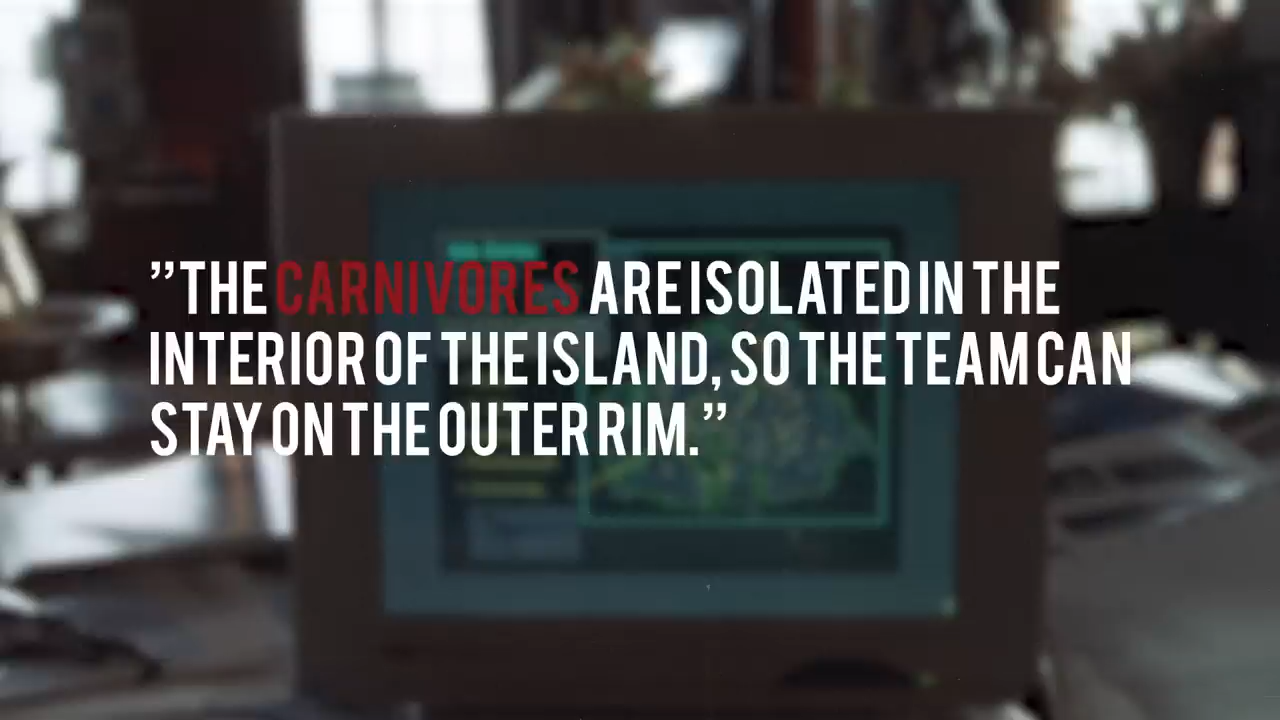 ”THE CARNIVORES ARE ISOLATED IN THE
INTERIOR OF THE ISLAND, SO THE TEAM CAN
STAY ON THE OUTER RIM.”